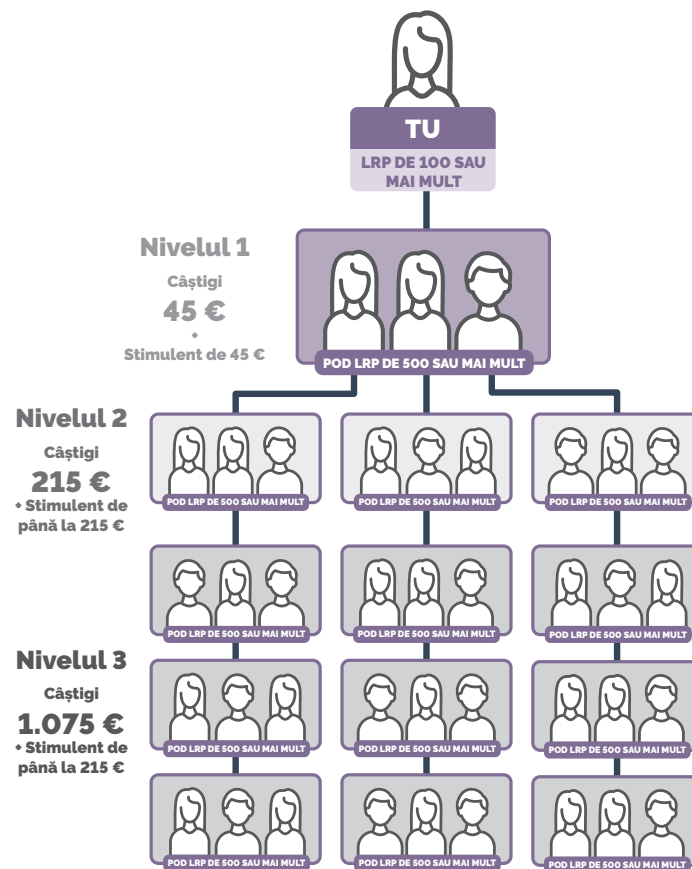 TU
LRP DE 100 SAU
MAI MULT
Nivelul 1
Câștigi
45 €
+
Stimulent de 45 €
POD LRP DE 500 SAU MAI MULT
Nivelul 2
Câștigi
215 €
+ Stimulent de
până la 215 €
POD LRP DE 500 SAU MAI MULT
POD LRP DE 500 SAU MAI MULT
POD LRP DE 500 SAU MAI MULT
POD LRP DE 500 SAU MAI MULT
POD LRP DE 500 SAU MAI MULT
POD LRP DE 500 SAU MAI MULT
Nivelul 3
Câștigi
1.075 €
+ Stimulent de
până la 215 €
POD LRP DE 500 SAU MAI MULT
POD LRP DE 500 SAU MAI MULT
POD LRP DE 500 SAU MAI MULT
POD LRP DE 500 SAU MAI MULT
POD LRP DE 500 SAU MAI MULT
POD LRP DE 500 SAU MAI MULT